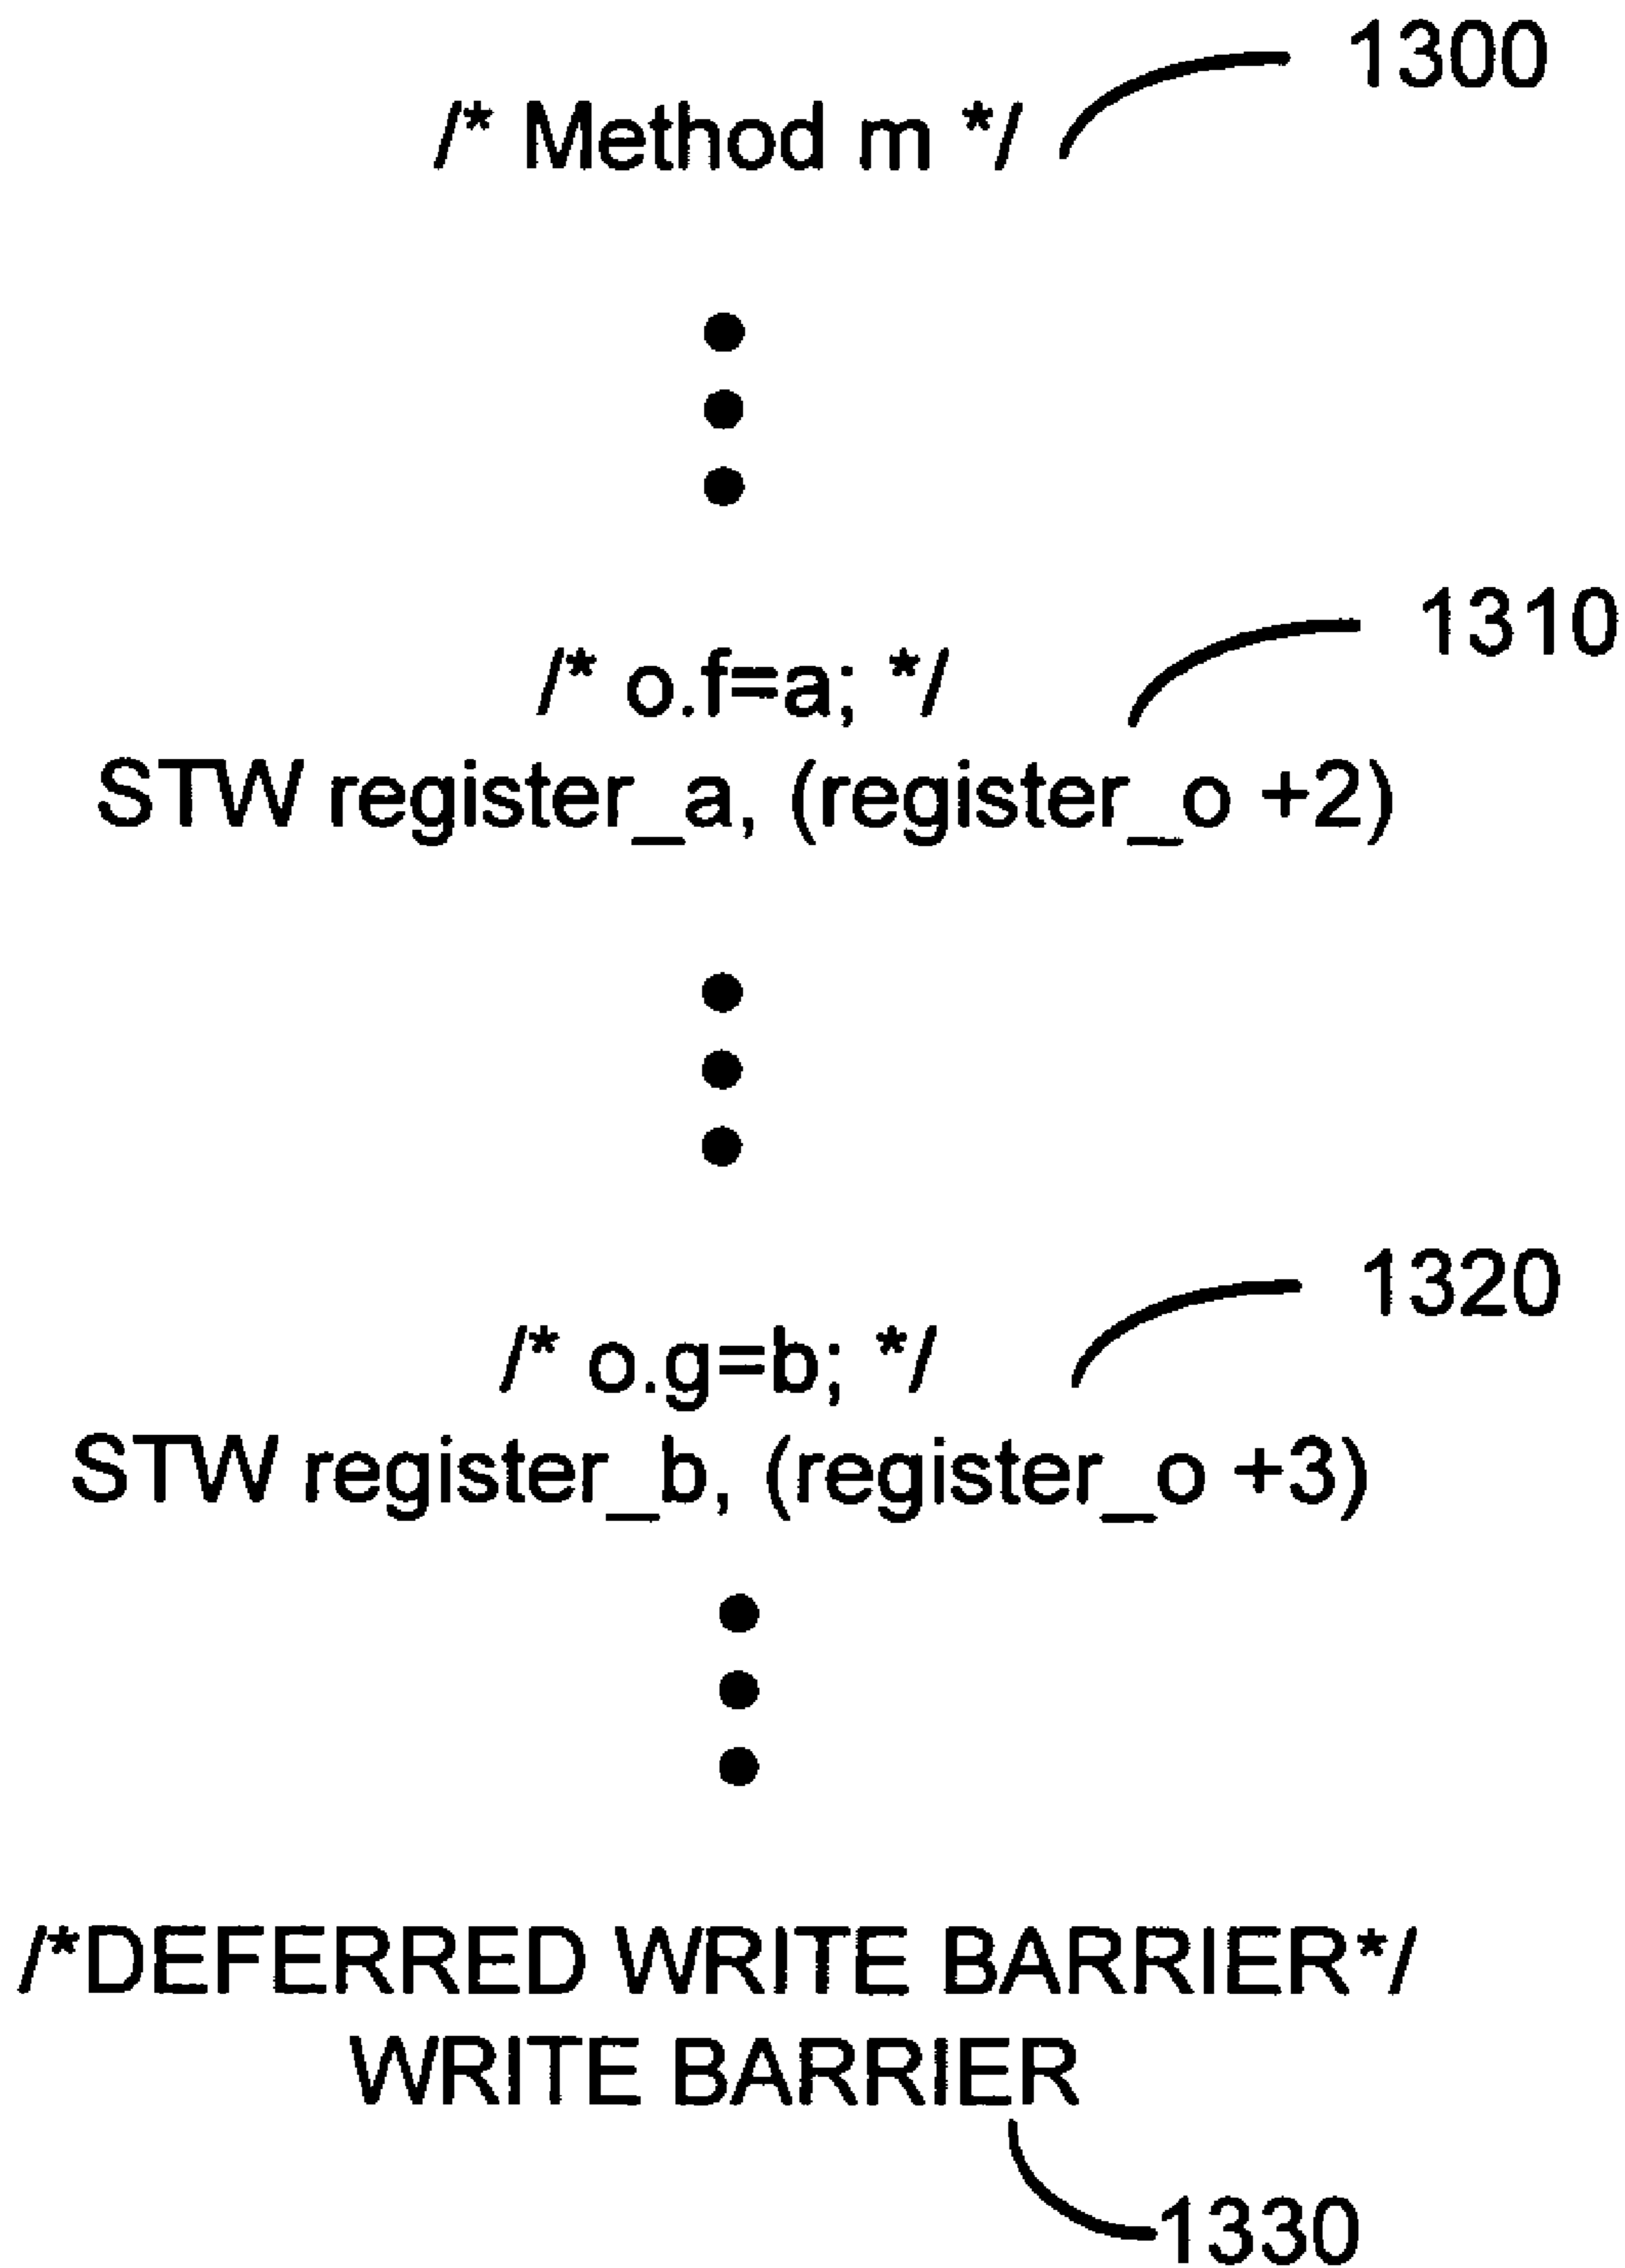 1300
/* Method m */
1310
/* o.f=a; */
STW register_a, (register_o +2)
1320
/* o.g=b; */
STW register_b, (register_o +3)
/*DEFERRED WRITE BARRIER*/
WRITE BARRIER
1330